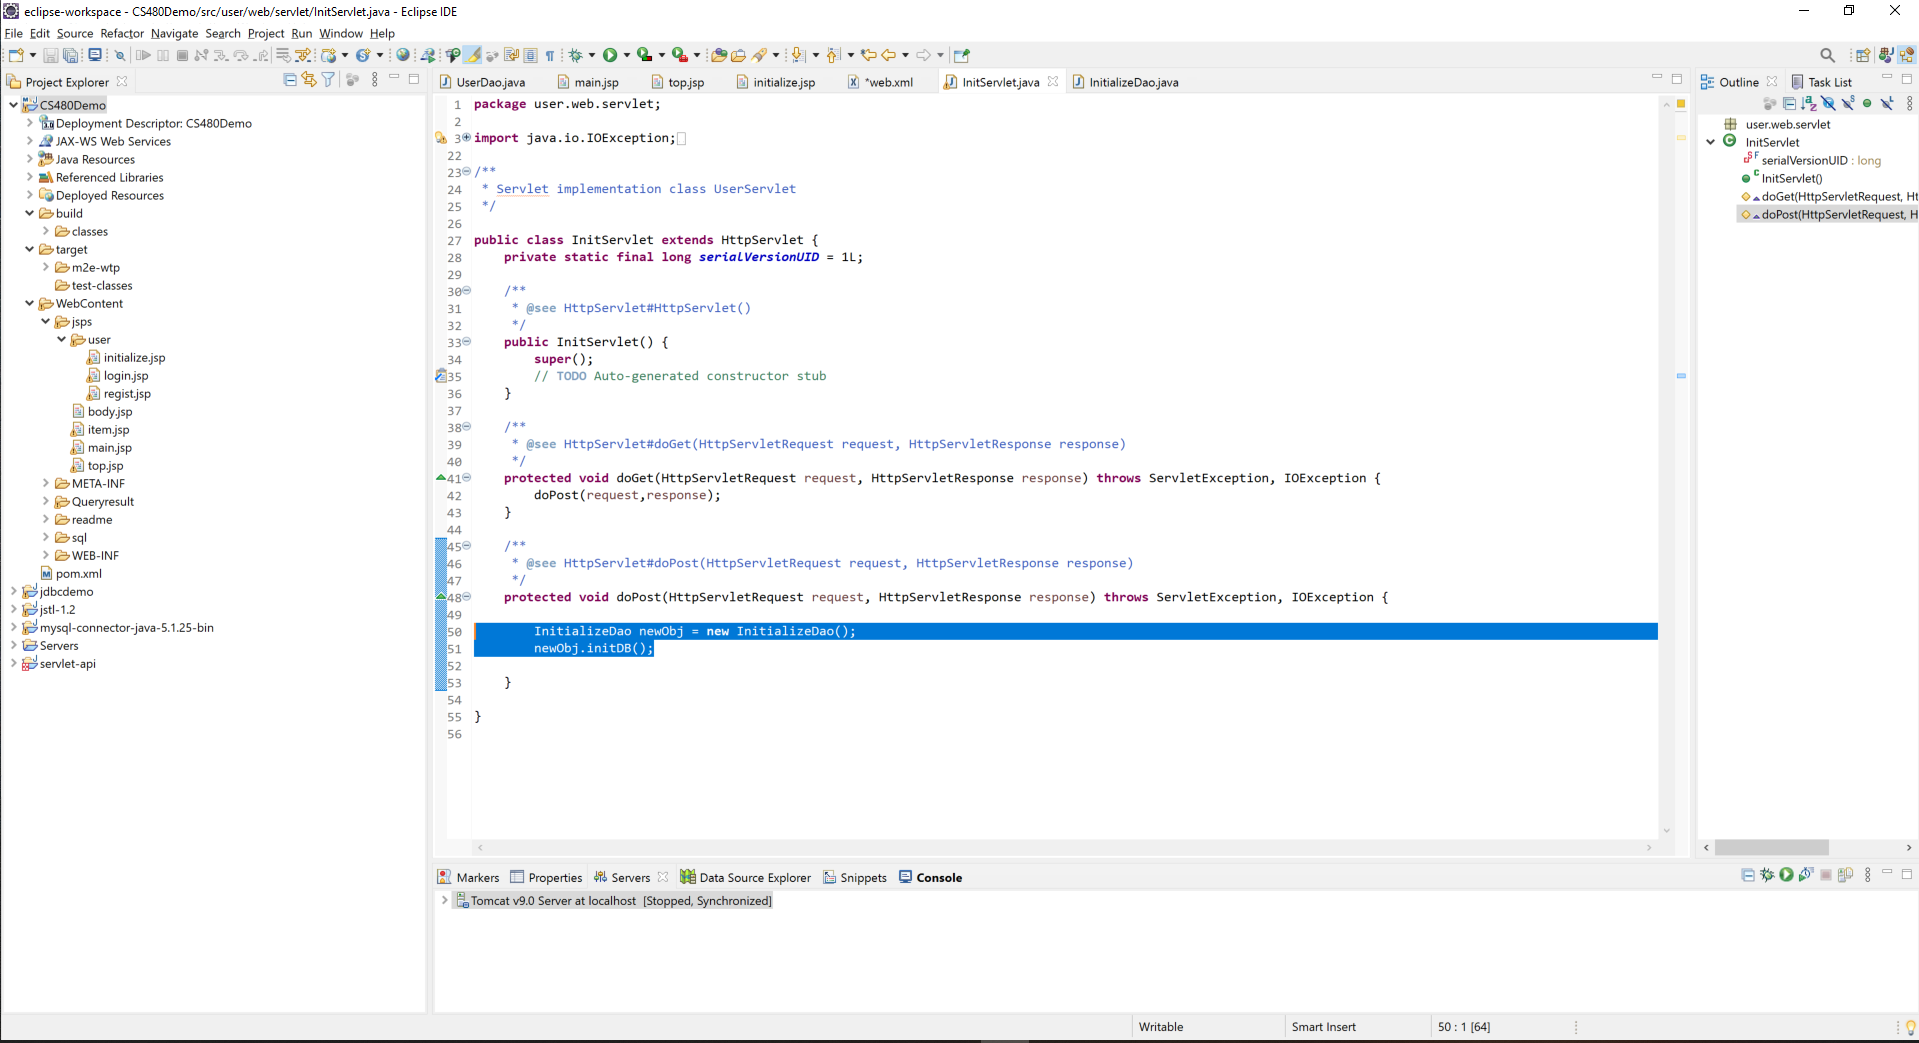 eclipse-workspace - CS480Demo/src/user/web/servlet/InitServlet.java - Eclipse IDE
File Edit Source Refactor Navigate Search Project Run Window Help
Project Explorer
CS480Demo
Deployment Descriptor: CS480Demo
JAX-WS Web Services
Java Resources
Referenced Libraries
Deployed Resources
build
classes
target
m2e-wtp
test-classes
WebContent
jsps
user
initialize.jsp
login.jsp
regist.jsp
body.jsp
item.jsp
main.jsp
top.jsp
META-INF
Queryresult
readme
sql
WEB-INF
pom.xml
jdbcdemo
jstl-1.2
mysql-connector-java-5.1.25-bin
Servers
servlet-api
UserDao.java main.jsp top.jsp initialize.jsp *web.xml InitServlet.java InitializeDao.java
1 package user.web.servlet;
2
3 import java.io.IOException;
22
23 /**
24 * Servlet implementation class UserServlet
25 */
26
27 public class InitServlet extends HttpServlet {
28 private static final long serialVersionUID = 1L;
29
30 /**
31 * @see HttpServlet#HttpServlet()
32 */
33 public InitServlet() {
34 super();
35 // TODO Auto-generated constructor stub
36 }
37
38 /**
39 * @see HttpServlet#doGet(HttpServletRequest request, HttpServletResponse response)
40 */
41 protected void doGet(HttpServletRequest request, HttpServletResponse response) throws ServletException, IOException {
42 doPost(request,response);
43 }
44
45 /**
46 * @see HttpServlet#doPost(HttpServletRequest request, HttpServletResponse response)
47 */
48 protected void doPost(HttpServletRequest request, HttpServletResponse response) throws ServletException, IOException {
49
50 InitializeDao newObj = new InitializeDao();
51 newObj.initDB();
52
53 }
54
55 }
56
Outline Task List
user.web.servlet
InitServlet
serialVersionUID : long
InitServlet()
doGet(HttpServletRequest, Ht
doPost(HttpServletRequest, H
Markers Properties Servers Data Source Explorer Snippets Console
Tomcat v9.0 Server at localhost [Stopped, Synchronized]
Writable Smart Insert 50 : 1 [64]